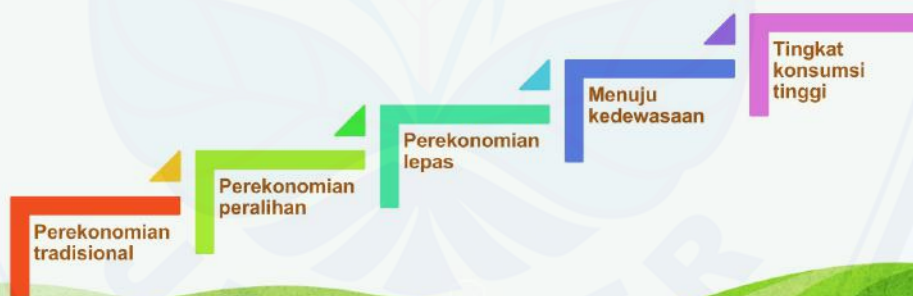 Perekonomian
tradisional
Perekonomian
peralihan
Perekonomian
lepas
Menuju
kedewasaan
Tingkat
konsumsi
tinggi